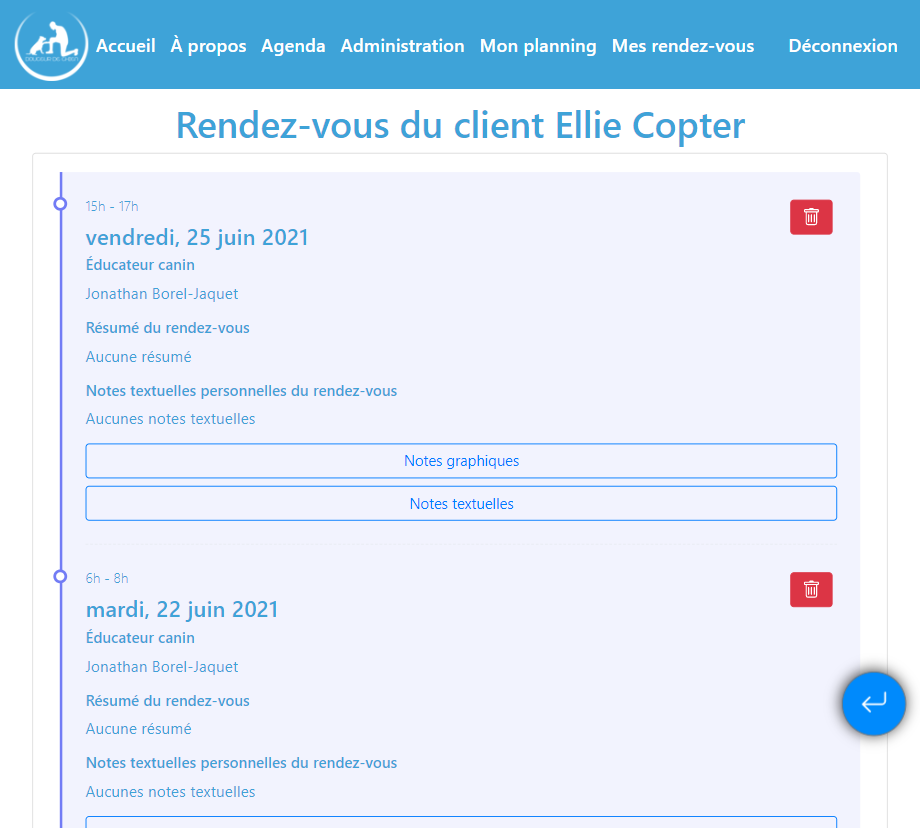 DOUCEUR DE CHIEN
Accueil À propos Agenda Administration Mon planning Mes rendez-vous Déconnexion
Rendez-vous du client Ellie Copter
15h - 17h
vendredi, 25 juin 2021
Éducateur canin
Jonathan Borel-Jaquet
Résumé du rendez-vous
Aucune résumé
Notes textuelles personnelles du rendez-vous
Aucunes notes textuelles
Notes graphiques
Notes textuelles
6h - 8h
mardi, 22 juin 2021
Éducateur canin
Jonathan Borel-Jaquet
Résumé du rendez-vous
Aucune résumé
Notes textuelles personnelles du rendez-vous
Aucunes notes textuelles